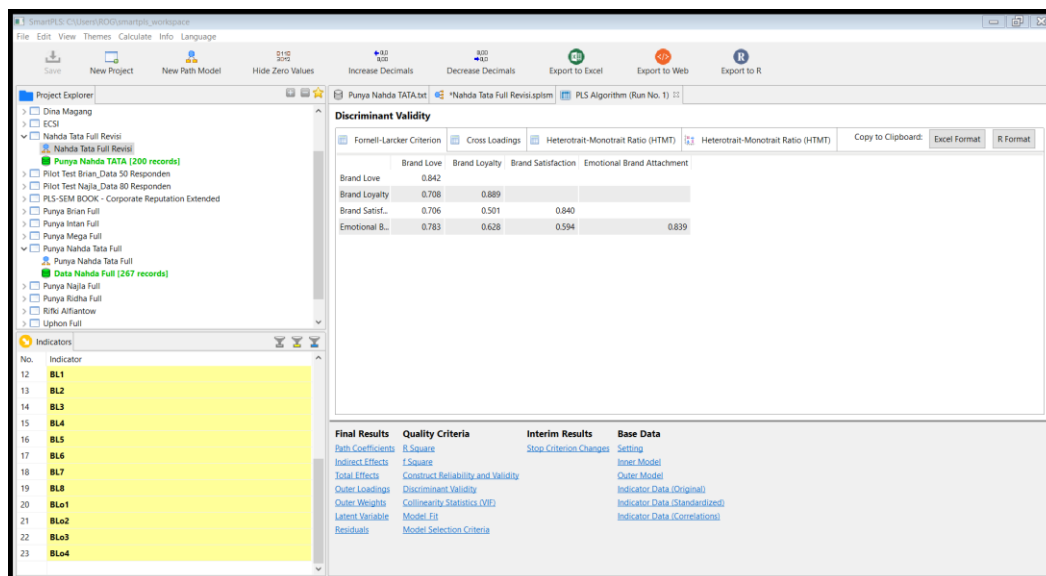 SmartPLS: C:\Users\ROG\smartpls_workspace
File Edit View Themes Calculate Info Language
Save New Project New Path Model Hide Zero Values Increase Decimals Decrease Decimals Export to Excel Export to Web Export to R
Project Explorer
Dina Magang
ECSI
Nahda Tata Full Revisi
Nahda Tata Full Revisi
Punya Nahda TATA [200 records]
Pilot Test Brian_Data 50 Responden
Pilot Test Najla_Data 80 Responden
PLS-SEM BOOK - Corporate Reputation Extended
Punya Brian Full
Punya Intan Full
Punya Mega Full
Punya Nahda Tata Full
Punya Nahda Tata Full
Data Nahda Full [267 records]
Punya Najla Full
Punya Ridha Full
Rifki Alfiantow
Uphon Full
Indicators
No. Indicator
12 BL1
13 BL2
14 BL3
15 BL4
16 BL5
17 BL6
18 BL7
19 BL8
20 BLo1
21 BLo2
22 BLo3
23 BLo4
Punya Nahda TATA.txt *Nahda Tata Full Revisi.splsm PLS Algorithm (Run No. 1)
Discriminant Validity
Fornell-Larcker Criterion Cross Loadings Heterotrait-Monotrait Ratio (HTMT) Heterotrait-Monotrait Ratio (HTMT) Copy to Clipboard: Excel Format R Format
Brand Love Brand Loyalty Brand Satisfaction Emotional Brand Attachment
Brand Love 0.842
Brand Loyalty 0.708 0.889
Brand Satisf... 0.706 0.501 0.840
Emotional B... 0.783 0.628 0.594 0.839
Final Results Quality Criteria Interim Results Base Data
Path Coefficients R Square Stop Criterion Changes Setting
Indirect Effects f Square Inner Model
Total Effects Construct Reliability and Validity Outer Model
Outer Loadings Discriminant Validity Indicator Data (Original)
Outer Weights Collinearity Statistics (VIF) Indicator Data (Standardized)
Latent Variable Model_Fit Indicator Data (Correlations)
Residuals Model Selection Criteria